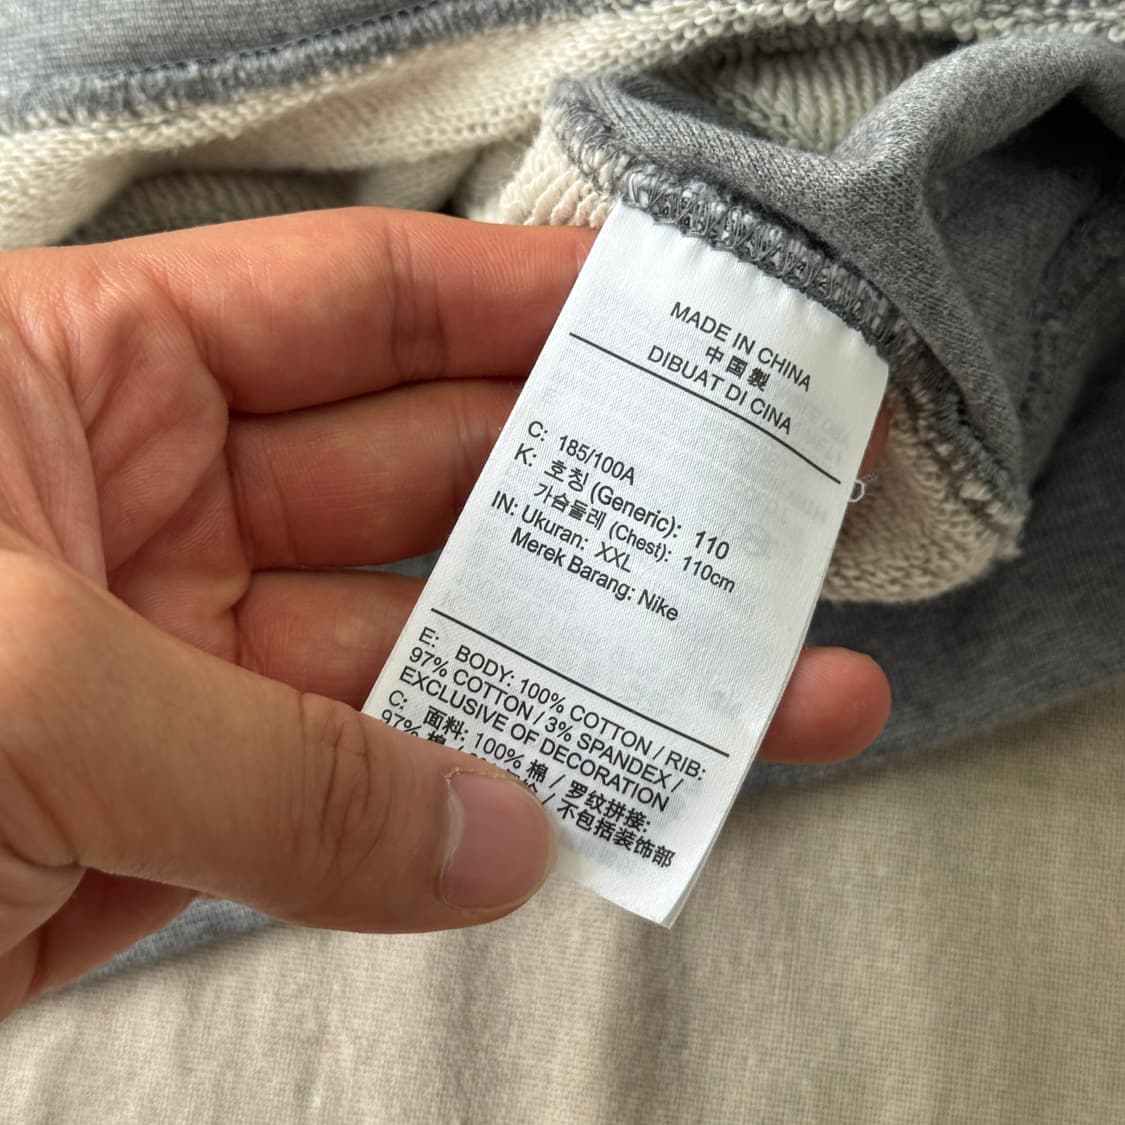 MADE IN CHINA
中国製
DIBUAT DI CINA
C: 185/100A
K: 호칭 (Generic): 110
가슴둘레 (Chest): 110cm
IN: Ukuran: XXL
Merek Barang: Nike
E: BODY: 100% COTTON / RIB:
97% COTTON / 3% SPANDEX /
EXCLUSIVE OF DECORATION
C: 面料: 100% 棉 / 罗纹拼接:
97% 棉 / 不包括装饰部